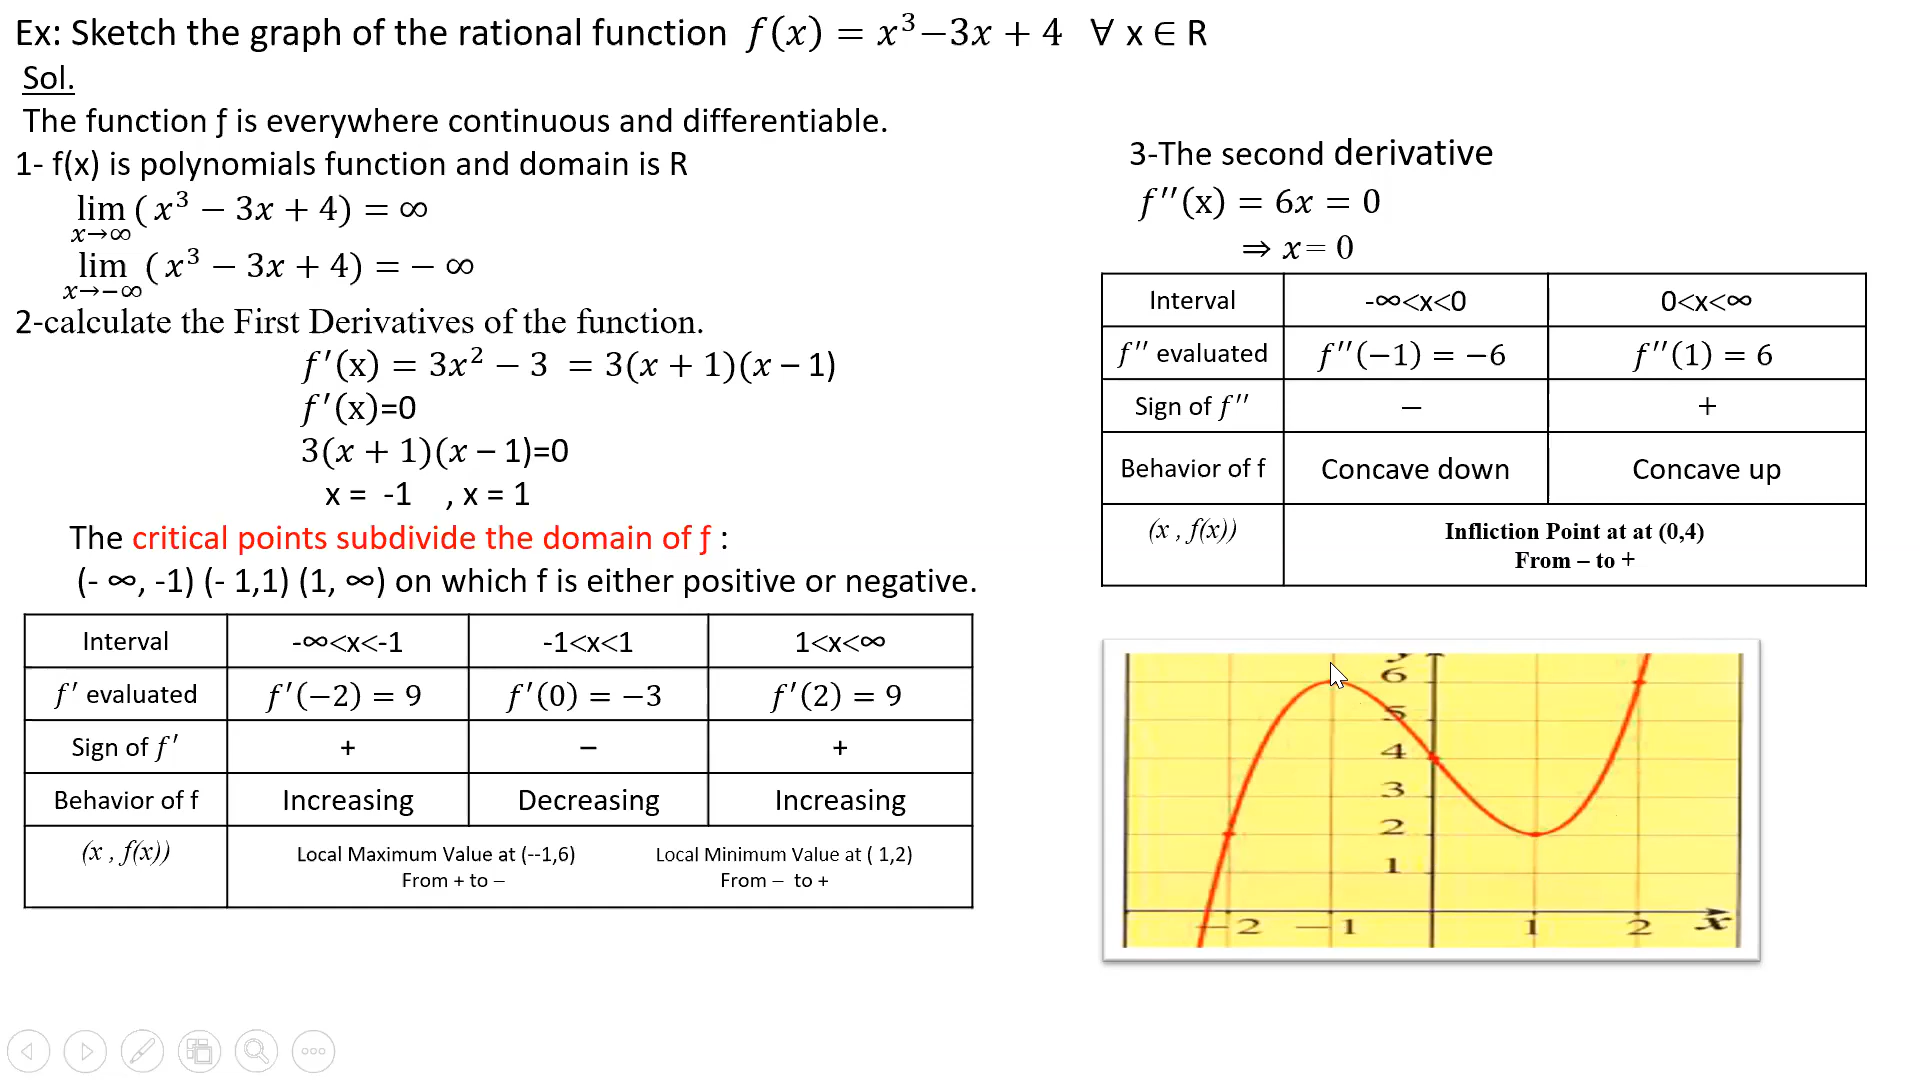 Ex: Sketch the graph of the rational function f(x) = x³−3x + 4 ∀ x ∈ R
Sol.
The function ƒ is everywhere continuous and differentiable.
1- f(x) is polynomials function and domain is R
lim x→∞ ( x³ − 3x + 4) = ∞
lim x→−∞ ( x³ − 3x + 4) = − ∞
2-calculate the First Derivatives of the function.
f′(x) = 3x² − 3 = 3(x + 1)(x – 1)
f′(x)=0
3(x + 1)(x – 1)=0
x = -1 , x = 1
The critical points subdivide the domain of ƒ :
(- ∞, -1) (- 1,1) (1, ∞) on which f is either positive or negative.
Interval -∞<x<-1 -1<x<1 1<x<∞
f′ evaluated f′(−2) = 9 f′(0) = −3 f′(2) = 9
Sign of f′ + – +
Behavior of f Increasing Decreasing Increasing
(x , f(x)) Local Maximum Value at (--1,6) Local Minimum Value at ( 1,2)
From + to – From – to +
3-The second derivative
f′′(x) = 6x = 0
⇒ x= 0
Interval -∞<x<0 0<x<∞
f′′ evaluated f′′(−1) = −6 f′′(1) = 6
Sign of f′′ – +
Behavior of f Concave down Concave up
(x , f(x)) Infliction Point at at (0,4)
From – to +
6
5
4
3
2
1
−2 −1 1 2 x